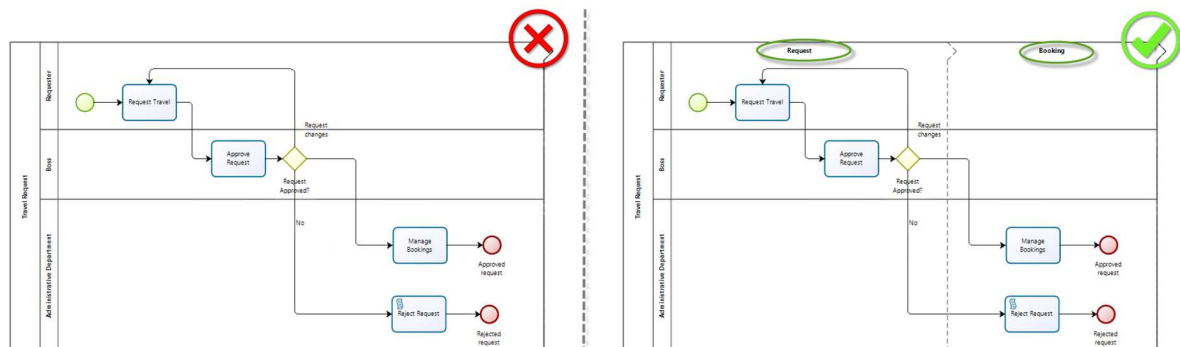 Travel Request
Requester
Boss
Administrative Department
Request Travel
Request
changes
Approve
Request
Request
Approved?
No
Manage
Bookings
Approved
request
Reject Request
Rejected
request
Travel Request
Requester
Boss
Administrative Department
Request
Booking
Request Travel
Request
changes
Approve
Request
Request
Approved?
No
Manage
Bookings
Approved
request
Reject Request
Rejected
request